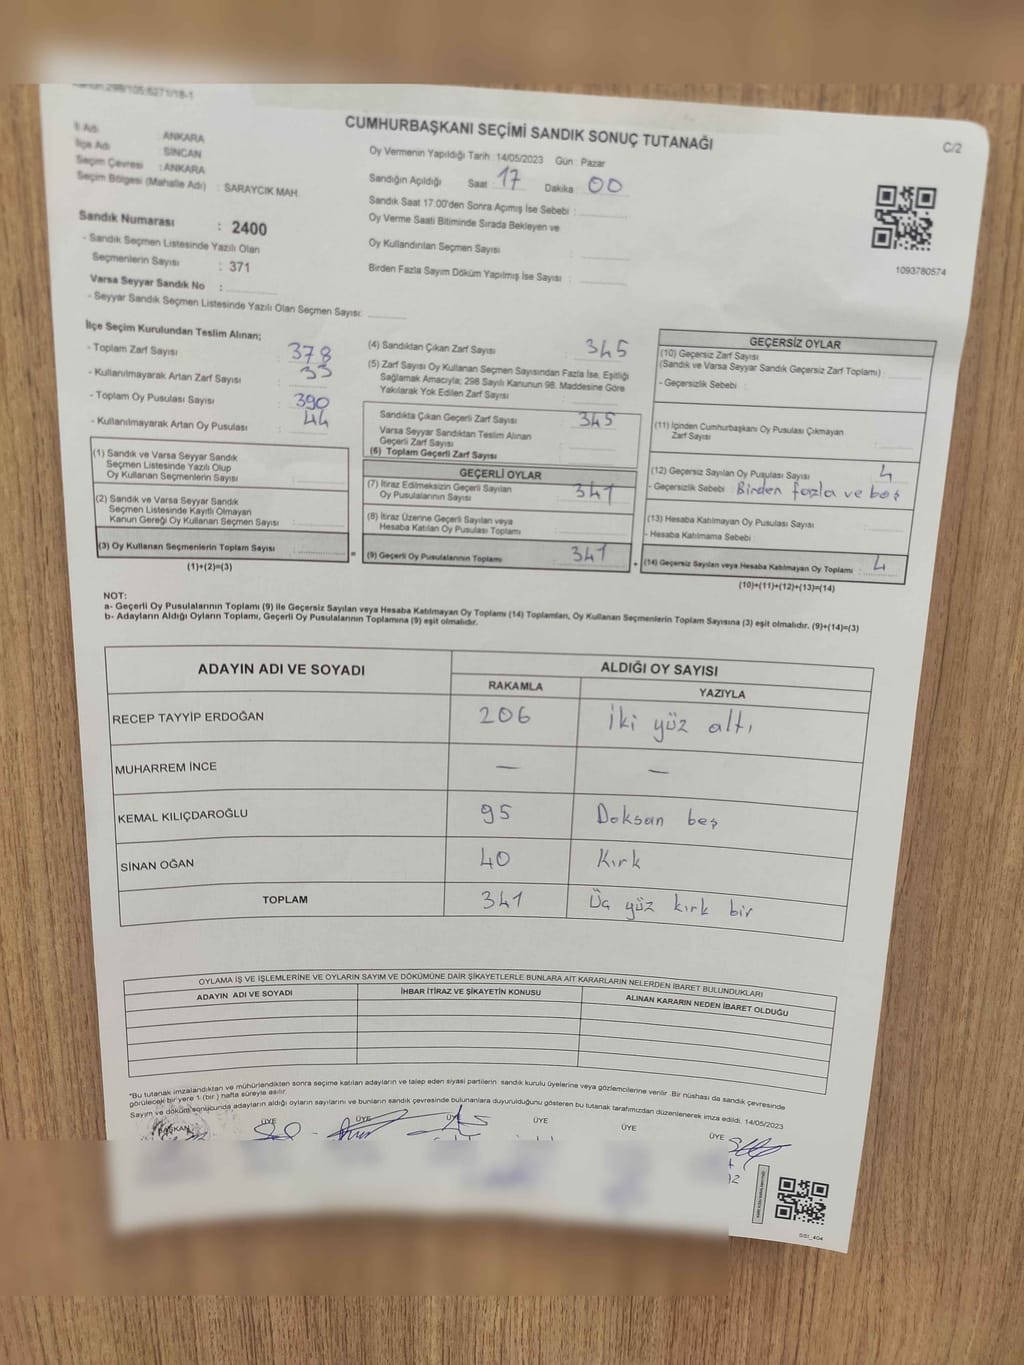 CUMHURBAŞKANI SEÇİMİ SANDIK SONUÇ TUTANAĞI
C/2
İl Adı : ANKARA
İlçe Adı : SİNCAN
Seçim Çevresi : ANKARA
Seçim Bölgesi (Mahalle Adı) : SARAYCIK MAH.
Oy Vermenin Yapıldığı Tarih : 14/05/2023 Gün : Pazar
Sandığın Açıldığı Saat : 17 Dakika : 00
Sandık Saat 17:00'den Sonra Açımış İse Sebebi :
Oy Verme Saati Bitiminde Sırada Bekleyen ve
Oy Kullandırılan Seçmen Sayısı :
Birden Fazla Sayım Döküm Yapılmış İse Sayısı :
1093780574
Sandık Numarası : 2400
- Sandık Seçmen Listesinde Yazılı Olan
Seçmenlerin Sayısı : 371
Varsa Seyyar Sandık No :
- Seyyar Sandık Seçmen Listesinde Yazılı Olan Seçmen Sayısı:
İlçe Seçim Kurulundan Teslim Alınan;
- Toplam Zarf Sayısı : 378
- Kullanılmayarak Artan Zarf Sayısı : 33
- Toplam Oy Pusulası Sayısı : 390
- Kullanılmayarak Artan Oy Pusulası : 44
(1) Sandık ve Varsa Seyyar Sandık
Seçmen Listesinde Yazılı Olup
Oy Kullanan Seçmenlerin Sayısı :
(2) Sandık ve Varsa Seyyar Sandık
Seçmen Listesinde Kayıtlı Olmayan
Kanun Gereği Oy Kullanan Seçmen Sayısı :
(3) Oy Kullanan Seçmenlerin Toplam Sayısı :
(1)+(2)=(3)
(4) Sandıktan Çıkan Zarf Sayısı : 345
(5) Zarf Sayısı Oy Kullanan Seçmen Sayısından Fazla İse, Eşitliği
Sağlamak Amacıyla; 298 Sayılı Kanunun 98. Maddesine Göre
Yakılarak Yok Edilen Zarf Sayısı :
Sandıkta Çıkan Geçerli Zarf Sayısı : 345
Varsa Seyyar Sandıktan Teslim Alınan
Geçerli Zarf Sayısı :
(6) Toplam Geçerli Zarf Sayısı :
GEÇERLİ OYLAR
(7) İtiraz Edilmeksizin Geçerli Sayılan
Oy Pusulalarının Sayısı : 341
(8) İtiraz Üzerine Geçerli Sayılan veya
Hesaba Katılan Oy Pusulası Toplamı :
= (9) Geçerli Oy Pusulalarının Toplamı : 341
GEÇERSİZ OYLAR
(10) Geçersiz Zarf Sayısı
(Sandık ve Varsa Seyyar Sandık Geçersiz Zarf Toplamı) :
- Geçersizlik Sebebi :
(11) İçinden Cumhurbaşkanı Oy Pusulası Çıkmayan
Zarf Sayısı :
(12) Geçersiz Sayılan Oy Pusulası Sayısı : 4
- Geçersizlik Sebebi : Birden fazla ve boş
(13) Hesaba Katılmayan Oy Pusulası Sayısı :
- Hesaba Katılmama Sebebi :
+ (14) Geçersiz Sayılan veya Hesaba Katılmayan Oy Toplamı : 4
(10)+(11)+(12)+(13)=(14)
NOT:
a- Geçerli Oy Pusulalarının Toplamı (9) ile Geçersiz Sayılan veya Hesaba Katılmayan Oy Toplamı (14) Toplamları, Oy Kullanan Seçmenlerin Toplam Sayısına (3) eşit olmalıdır. (9)+(14)=(3)
b- Adayların Aldığı Oyların Toplamı, Geçerli Oy Pusulalarının Toplamına (9) eşit olmalıdır.
ADAYIN ADI VE SOYADI ALDIĞI OY SAYISI
RAKAMLA YAZIYLA
RECEP TAYYİP ERDOĞAN 206 İki yüz altı
MUHARREM İNCE — —
KEMAL KILIÇDAROĞLU 95 Doksan beş
SİNAN OĞAN 40 Kırk
TOPLAM 341 Üç yüz kırk bir
OYLAMA İŞ VE İŞLEMLERİNE VE OYLARIN SAYIM VE DÖKÜMÜNE DAİR ŞİKAYETLERLE BUNLARA AİT KARARLARIN NELERDEN İBARET BULUNDUKLARI
ADAYIN ADI VE SOYADI İHBAR İTİRAZ VE ŞİKAYETİN KONUSU ALINAN KARARIN NEDEN İBARET OLDUĞU
*Bu tutanak imzalandıktan ve mühürlendikten sonra seçime katılan adayların ve talep eden siyasi partilerin sandık kurulu üyelerine veya gözlemcilerine verilir. Bir nüshası da sandık çevresinde
görülecek bir yere 1 (bir) hafta süreyle asılır.
Sayım ve döküm sonucunda adayların aldığı oyların sayılarını ve bunların sandık çevresinde bulunanlara duyurulduğunu gösteren bu tutanak tarafımızdan düzenlenerek imza edildi. 14/05/2023
BAŞKAN ÜYE ÜYE ÜYE ÜYE ÜYE ÜYE